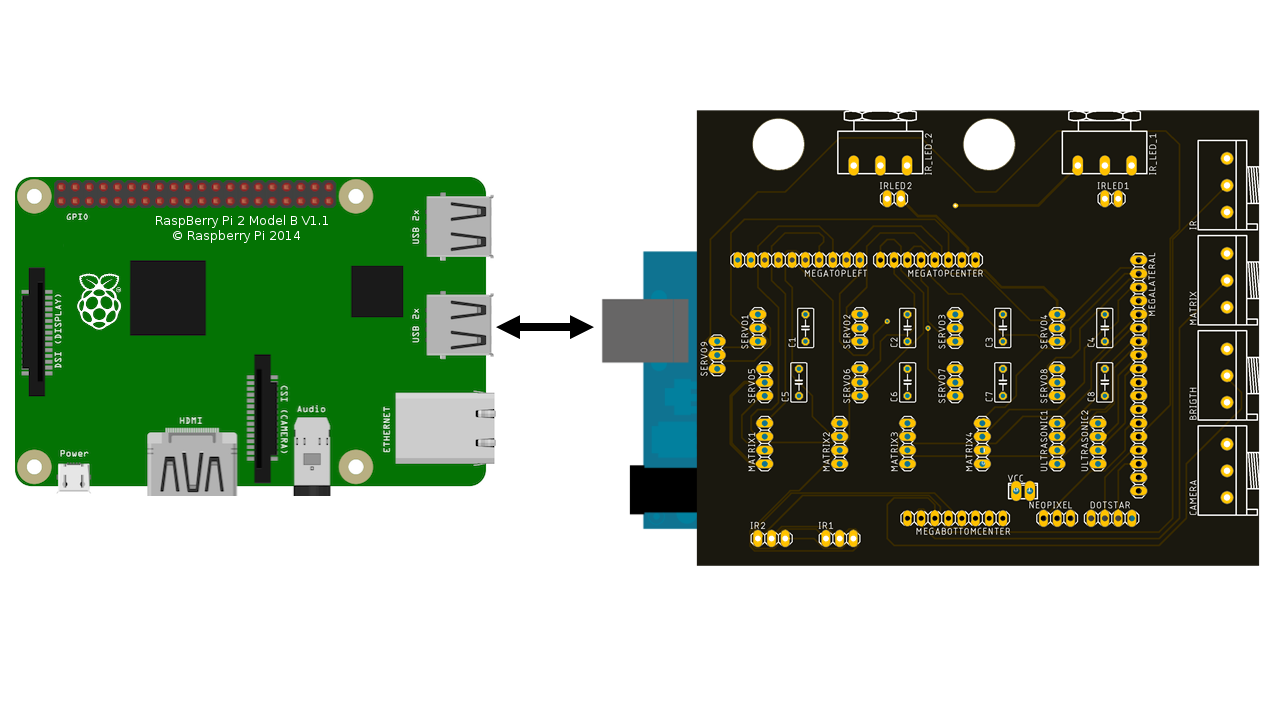 GPIO
RaspBerry Pi 2 Model B V1.1
© Raspberry Pi 2014
USB 2x
DSI (DISPLAY)
USB 2x
CSI (CAMERA)
ETHERNET
Audio
HDMI
Power
IR_LED_2
IR_LED_1
IRLED2
IRLED1
IR
MEGATOPLEFT
MEGATOPCENTER
MEGALATERAL
MATRIX
SERVO1
C1
SERVO2
C2
SERVO3
C3
SERVO4
C4
SERVO9
SERVO5
C5
SERVO6
C6
SERVO7
C7
SERVO8
C8
BRIGTH
MATRIX1
MATRIX2
MATRIX3
MATRIX4
ULTRASONIC1
ULTRASONIC2
VCC
CAMERA
NEOPIXEL
DOTSTAR
IR2
IR1
MEGABOTTOMCENTER